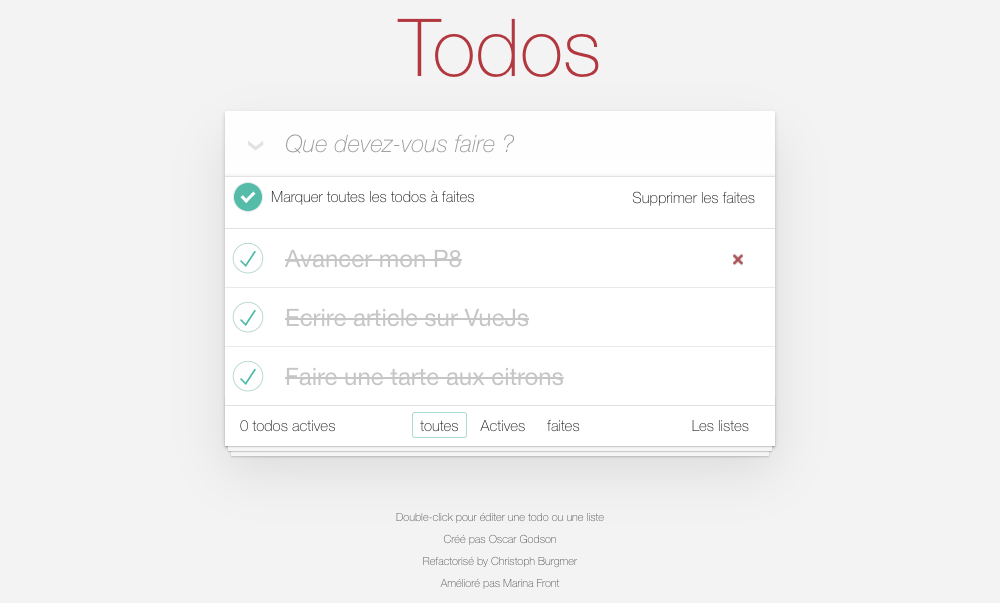 Todos
Que devez-vous faire ?
Marquer toutes les todos à faites
Supprimer les faites
Avancer mon P8
Ecrire article sur VueJs
Faire une tarte aux citrons
0 todos actives
toutes
Actives
faites
Les listes
Double-click pour éditer une todo ou une liste
Créé pas Oscar Godson
Refactorisé by Christoph Burgmer
Amélioré pas Marina Front